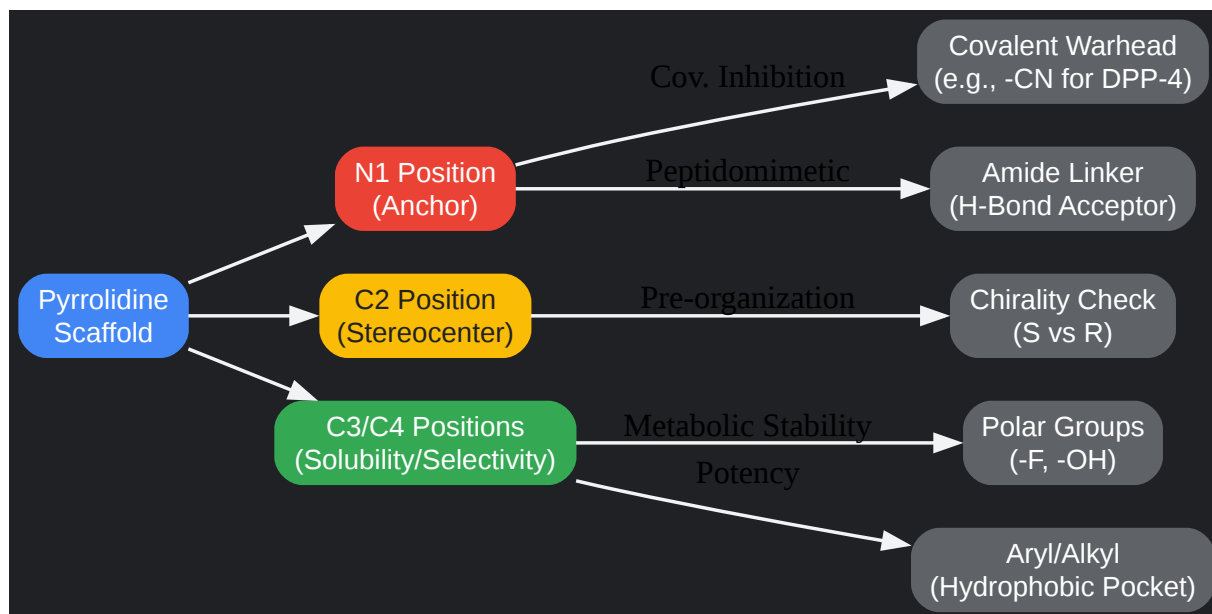 Covalent Warhead
(e.g., -CN for DPP-4)
Cov. Inhibition
N1 Position
(Anchor)
Peptidomimetic
Amide Linker
(H-Bond Acceptor)
Pyrrolidine
Scaffold
C2 Position
(Stereocenter)
Pre-organization
Chirality Check
(S vs R)
C3/C4 Positions
(Solubility/Selectivity)
Metabolic Stability
Polar Groups
(-F, -OH)
Potency
Aryl/Alkyl
(Hydrophobic Pocket)